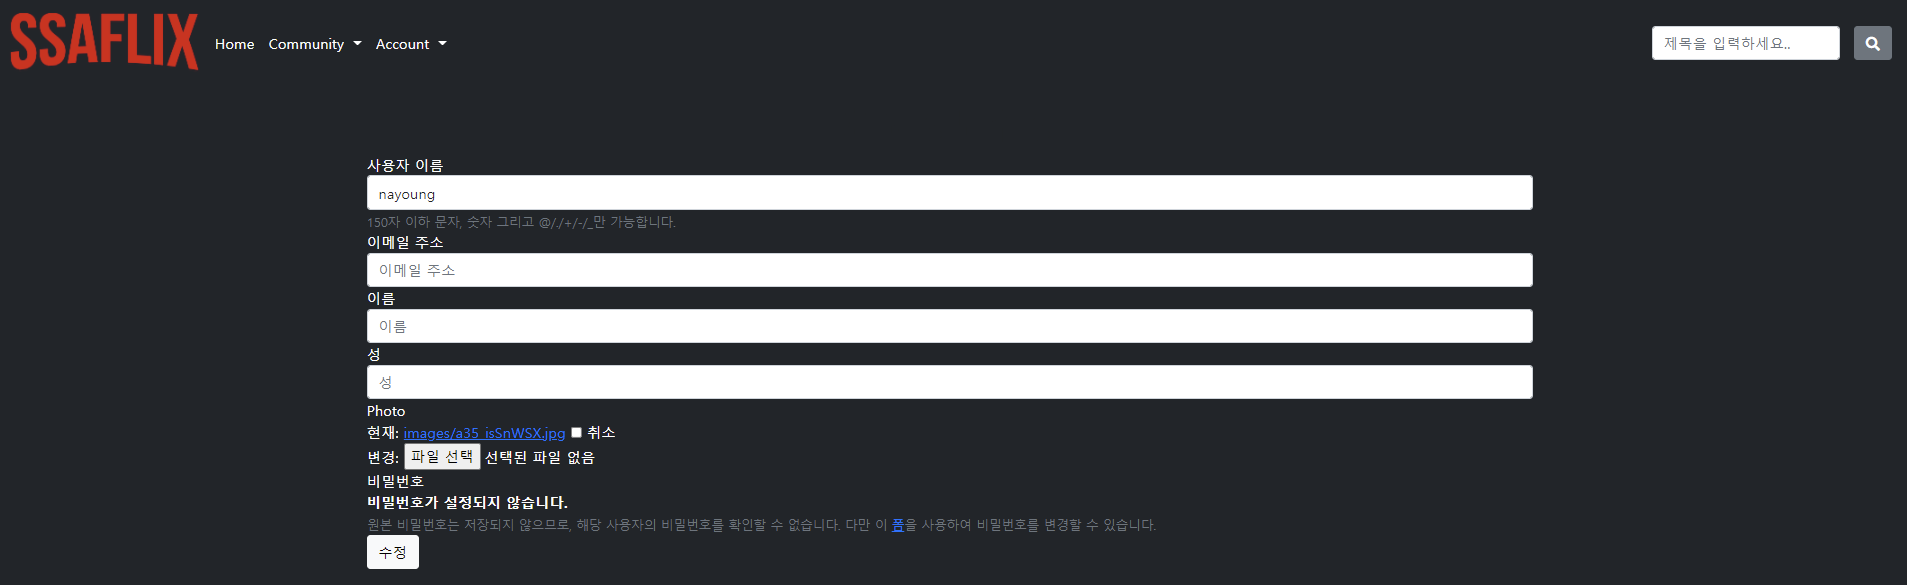 SSAFLIX Home Community Account 제목을 입력하세요..
사용자 이름
nayoung
150자 이하 문자, 숫자 그리고 @/./+/-/_만 가능합니다.
이메일 주소
이메일 주소
이름
이름
성
성
Photo
현재: images/a35_isSnWSX.jpg 취소
변경: 파일 선택 선택된 파일 없음
비밀번호
비밀번호가 설정되지 않습니다.
원본 비밀번호는 저장되지 않으므로, 해당 사용자의 비밀번호를 확인할 수 없습니다. 다만 이 폼을 사용하여 비밀번호를 변경할 수 있습니다.
수정